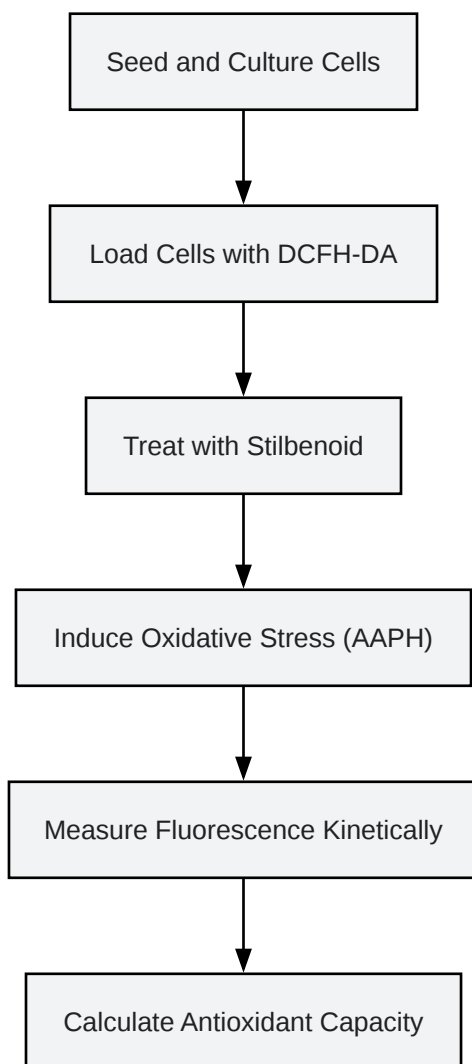 Seed and Culture Cells
Load Cells with DCFH-DA
Treat with Stilbenoid
Induce Oxidative Stress (AAPH)
Measure Fluorescence Kinetically
Calculate Antioxidant Capacity